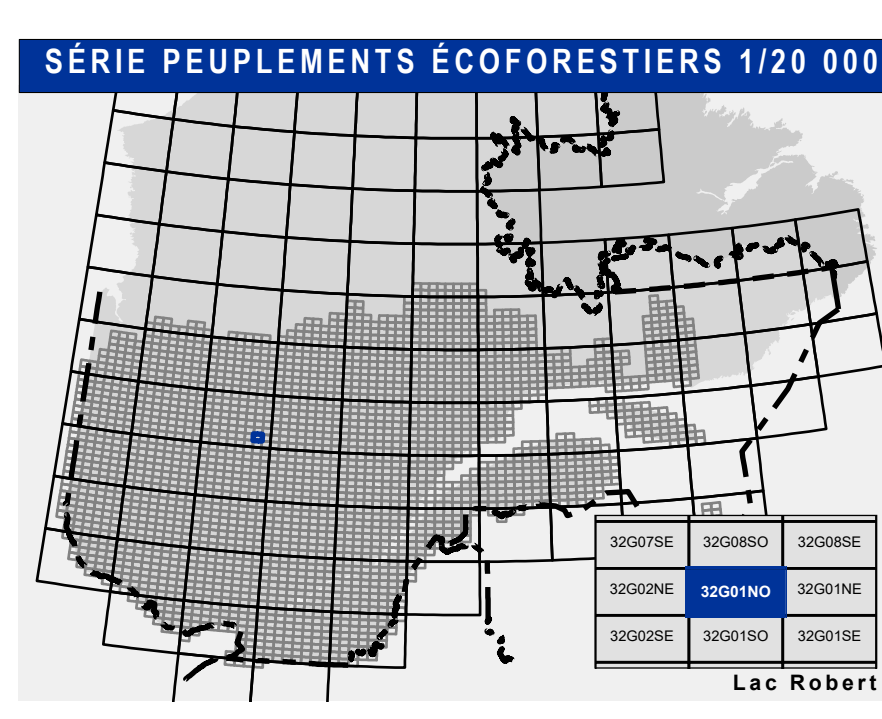 SÉRIE PEUPLEMENTS ÉCOFORESTIERS 1/20 000
32G07SE 32G08SO 32G08SE
32G02NE 32G01NO 32G01NE
32G02SE 32G01SO 32G01SE
Lac Robert